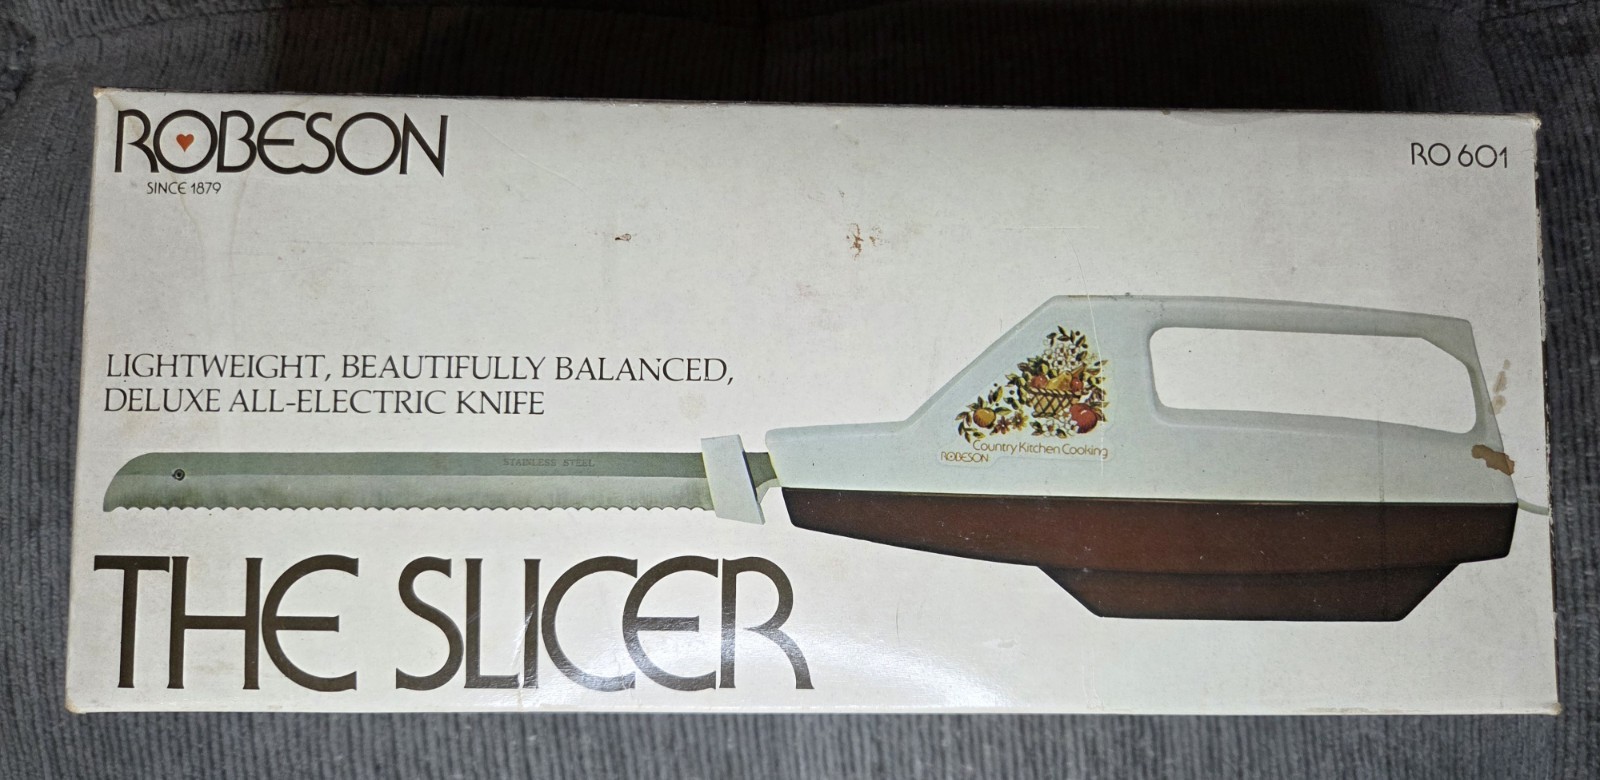 ROBESON
SINCE 1879
RO 601
LIGHTWEIGHT, BEAUTIFULLY BALANCED,
DELUXE ALL-ELECTRIC KNIFE
STAINLESS STEEL
Country Kitchen Cooking
ROBESON
THE SLICER